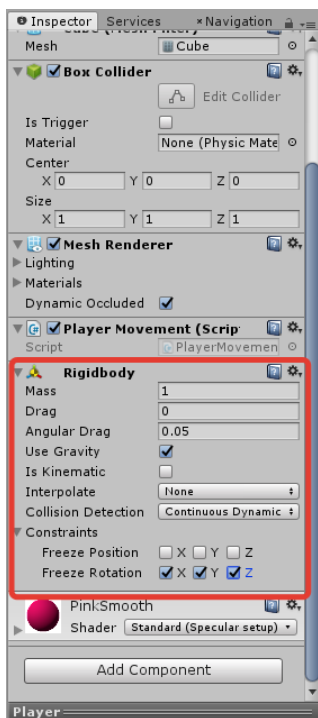 Inspector Services Navigation
Cube (Mesh Filter)
Mesh Cube
Box Collider
Edit Collider
Is Trigger
Material None (Physic Mate
Center
X 0 Y 0 Z 0
Size
X 1 Y 1 Z 1
Mesh Renderer
Lighting
Materials
Dynamic Occluded
Player Movement (Scrip
Script PlayerMovemen
Rigidbody
Mass 1
Drag 0
Angular Drag 0.05
Use Gravity
Is Kinematic
Interpolate None
Collision Detection Continuous Dynamic
Constraints
Freeze Position X Y Z
Freeze Rotation X Y Z
PinkSmooth
Shader Standard (Specular setup)
Add Component
Player